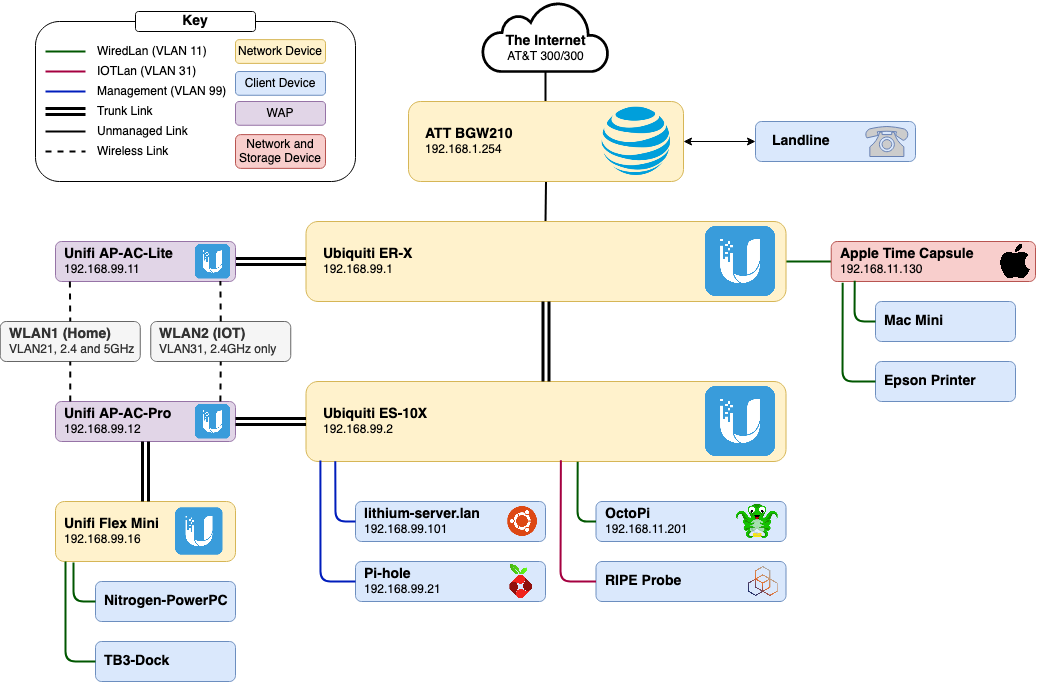 Key
WiredLan (VLAN 11)
IOTLan (VLAN 31)
Management (VLAN 99)
Trunk Link
Unmanaged Link
Wireless Link
Network Device
Client Device
WAP
Network and
Storage Device
The Internet
AT&T 300/300
ATT BGW210
192.168.1.254
Landline
Unifi AP-AC-Lite
192.168.99.11
Ubiquiti ER-X
192.168.99.1
Apple Time Capsule
192.168.11.130
Mac Mini
Epson Printer
WLAN1 (Home)
VLAN21, 2.4 and 5GHz
WLAN2 (IOT)
VLAN31, 2.4GHz only
Unifi AP-AC-Pro
192.168.99.12
Ubiquiti ES-10X
192.168.99.2
Unifi Flex Mini
192.168.99.16
lithium-server.lan
192.168.99.101
OctoPi
192.168.11.201
Pi-hole
192.168.99.21
RIPE Probe
Nitrogen-PowerPC
TB3-Dock